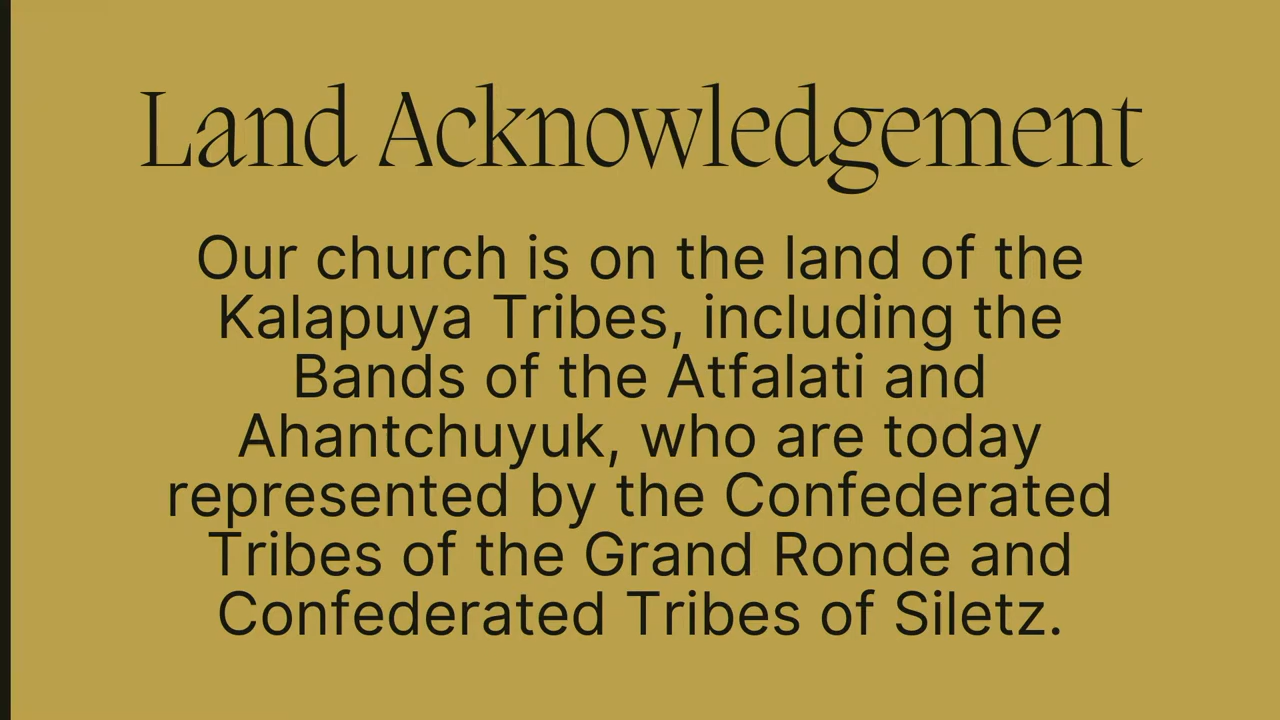 Land Acknowledgement
Our church is on the land of the
Kalapuya Tribes, including the
Bands of the Atfalati and
Ahantchuyuk, who are today
represented by the Confederated
Tribes of the Grand Ronde and
Confederated Tribes of Siletz.